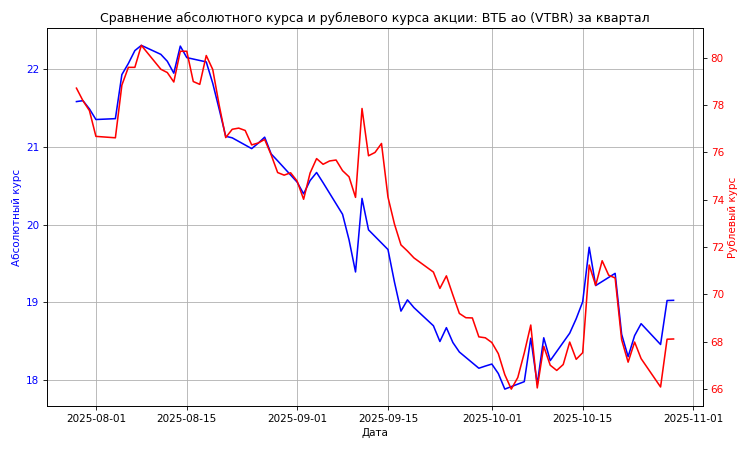 Сравнение абсолютного курса и рублевого курса акции: ВТБ ао (VTBR) за квартал
Абсолютный курс
22
21
20
19
18
80
78
76
74
72
70
68
66
Рублевый курс
2025-08-01 2025-08-15 2025-09-01 2025-09-15 2025-10-01 2025-10-15 2025-11-01
Дата